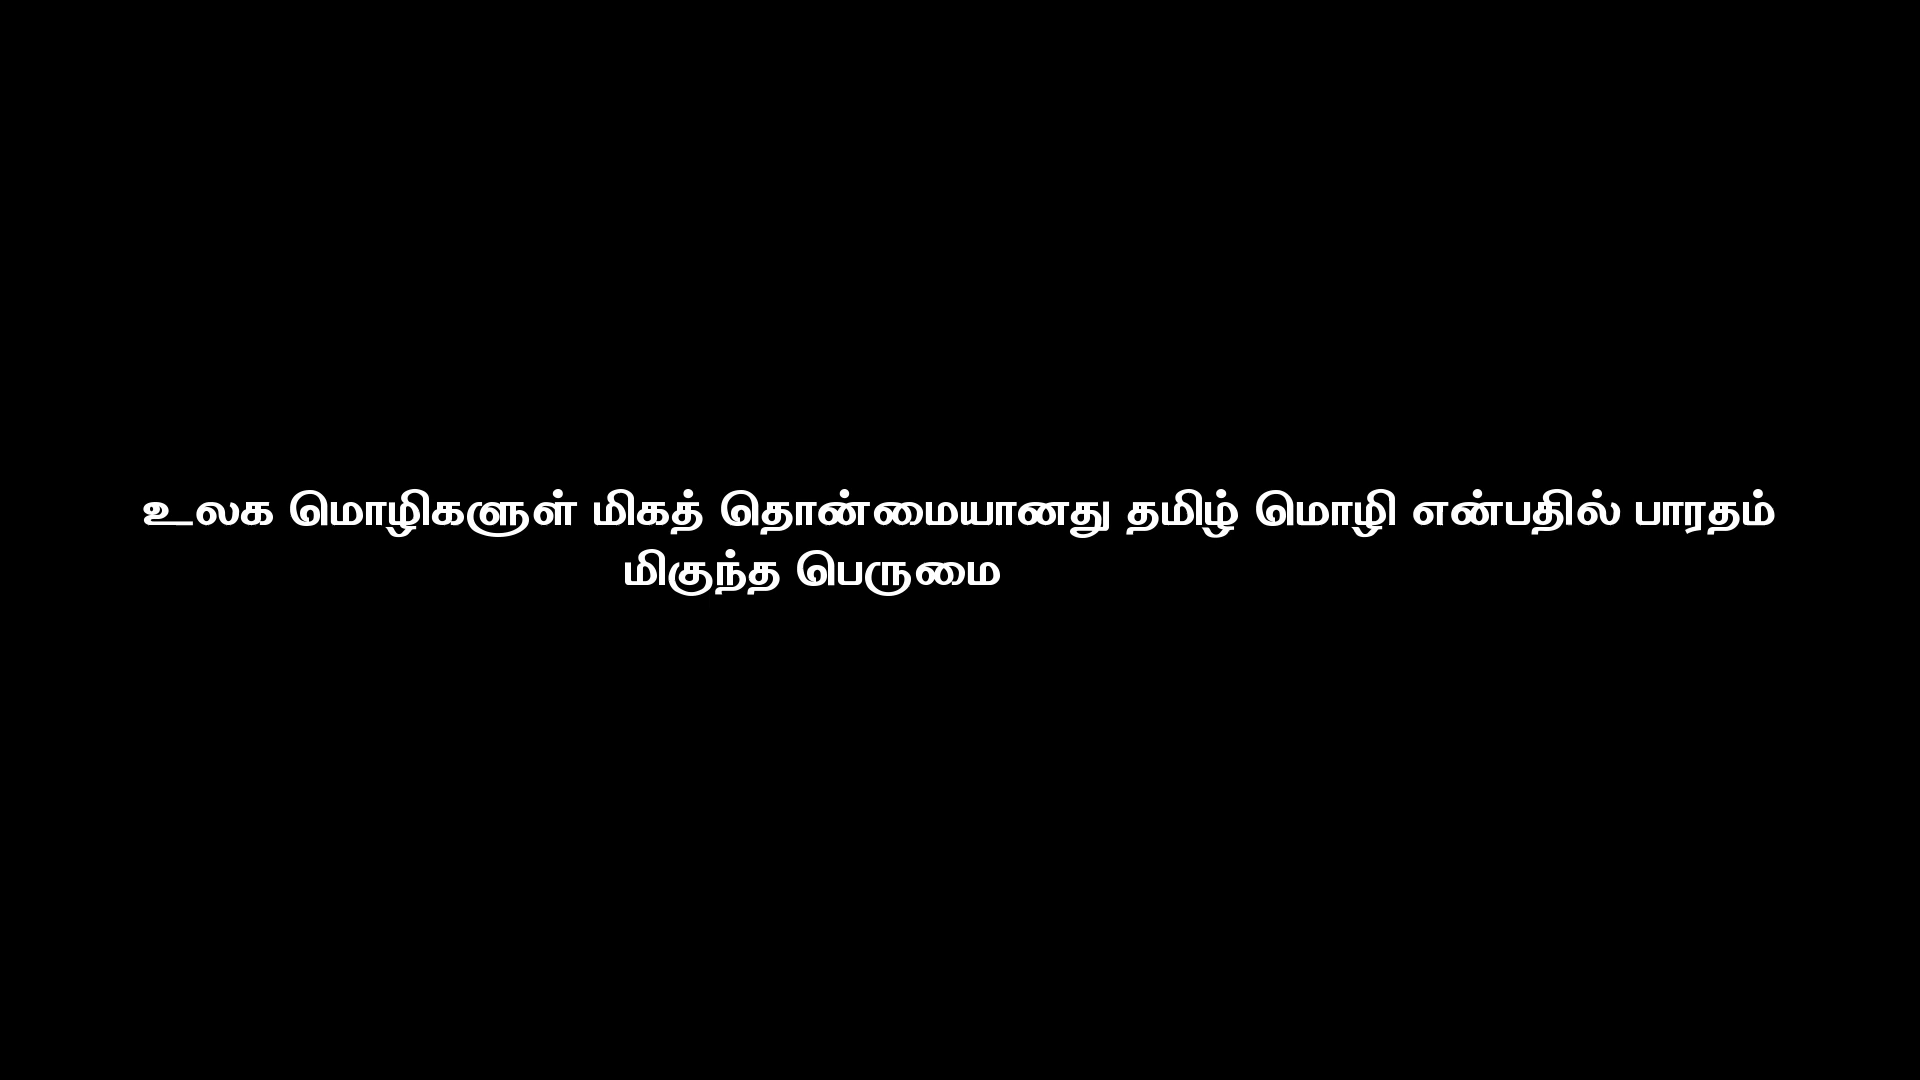 உலக மொழிகளுள் மிகத் தொன்மையானது தமிழ் மொழி என்பதில் பாரதம்
மிகுந்த பெருமை